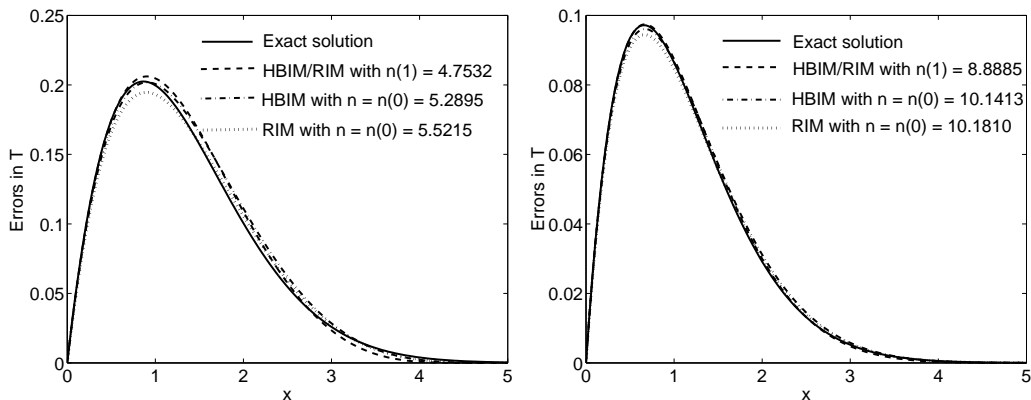 0.25
0.20
0.15
0.1
0.05
0
Errors in T
0 1 2 3 4 5
x
Exact solution
HBIM/RIM with n(1) = 4.7532
HBIM with n = n(0) = 5.2895
RIM with n = n(0) = 5.5215
0.1
0.08
0.06
0.04
0.02
0
Errors in T
0 1 2 3 4 5
x
Exact solution
HBIM/RIM with n(1) = 8.8885
HBIM with n = n(0) = 10.1413
RIM with n = n(0) = 10.1810